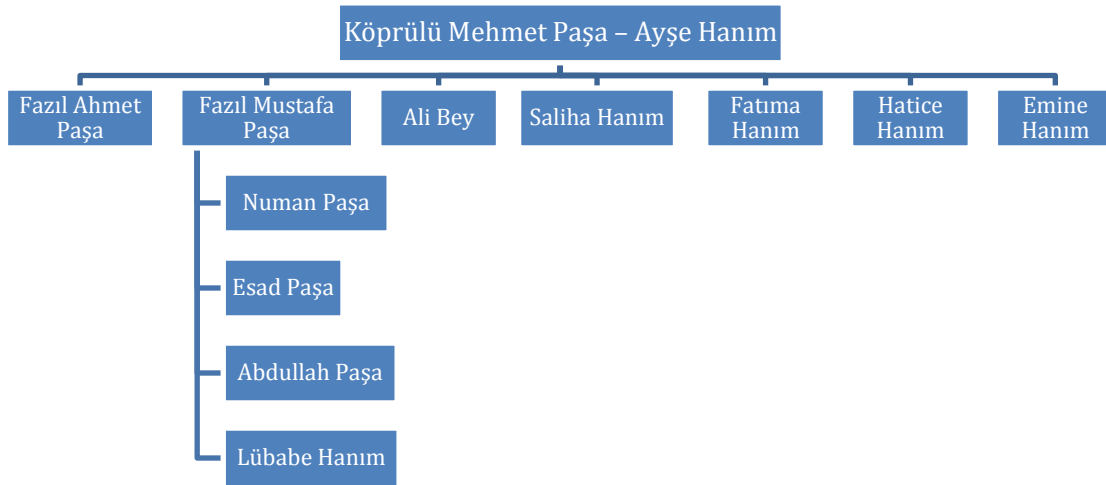 Köprülü Mehmet Paşa – Ayşe Hanım
Fazıl Ahmet
Paşa
Fazıl Mustafa
Paşa
Ali Bey
Saliha Hanım
Fatıma
Hanım
Hatice
Hanım
Emine
Hanım
Numan Paşa
Esad Paşa
Abdullah Paşa
Lübabe Hanım